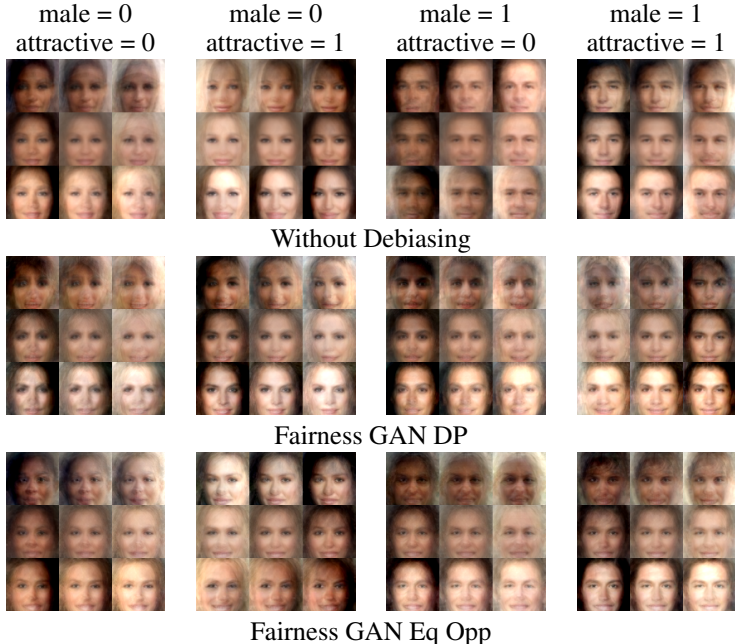 male = 0 male = 0 male = 1 male = 1
attractive = 0 attractive = 1 attractive = 0 attractive = 1
Without Debiasing
Fairness GAN DP
Fairness GAN Eq Opp